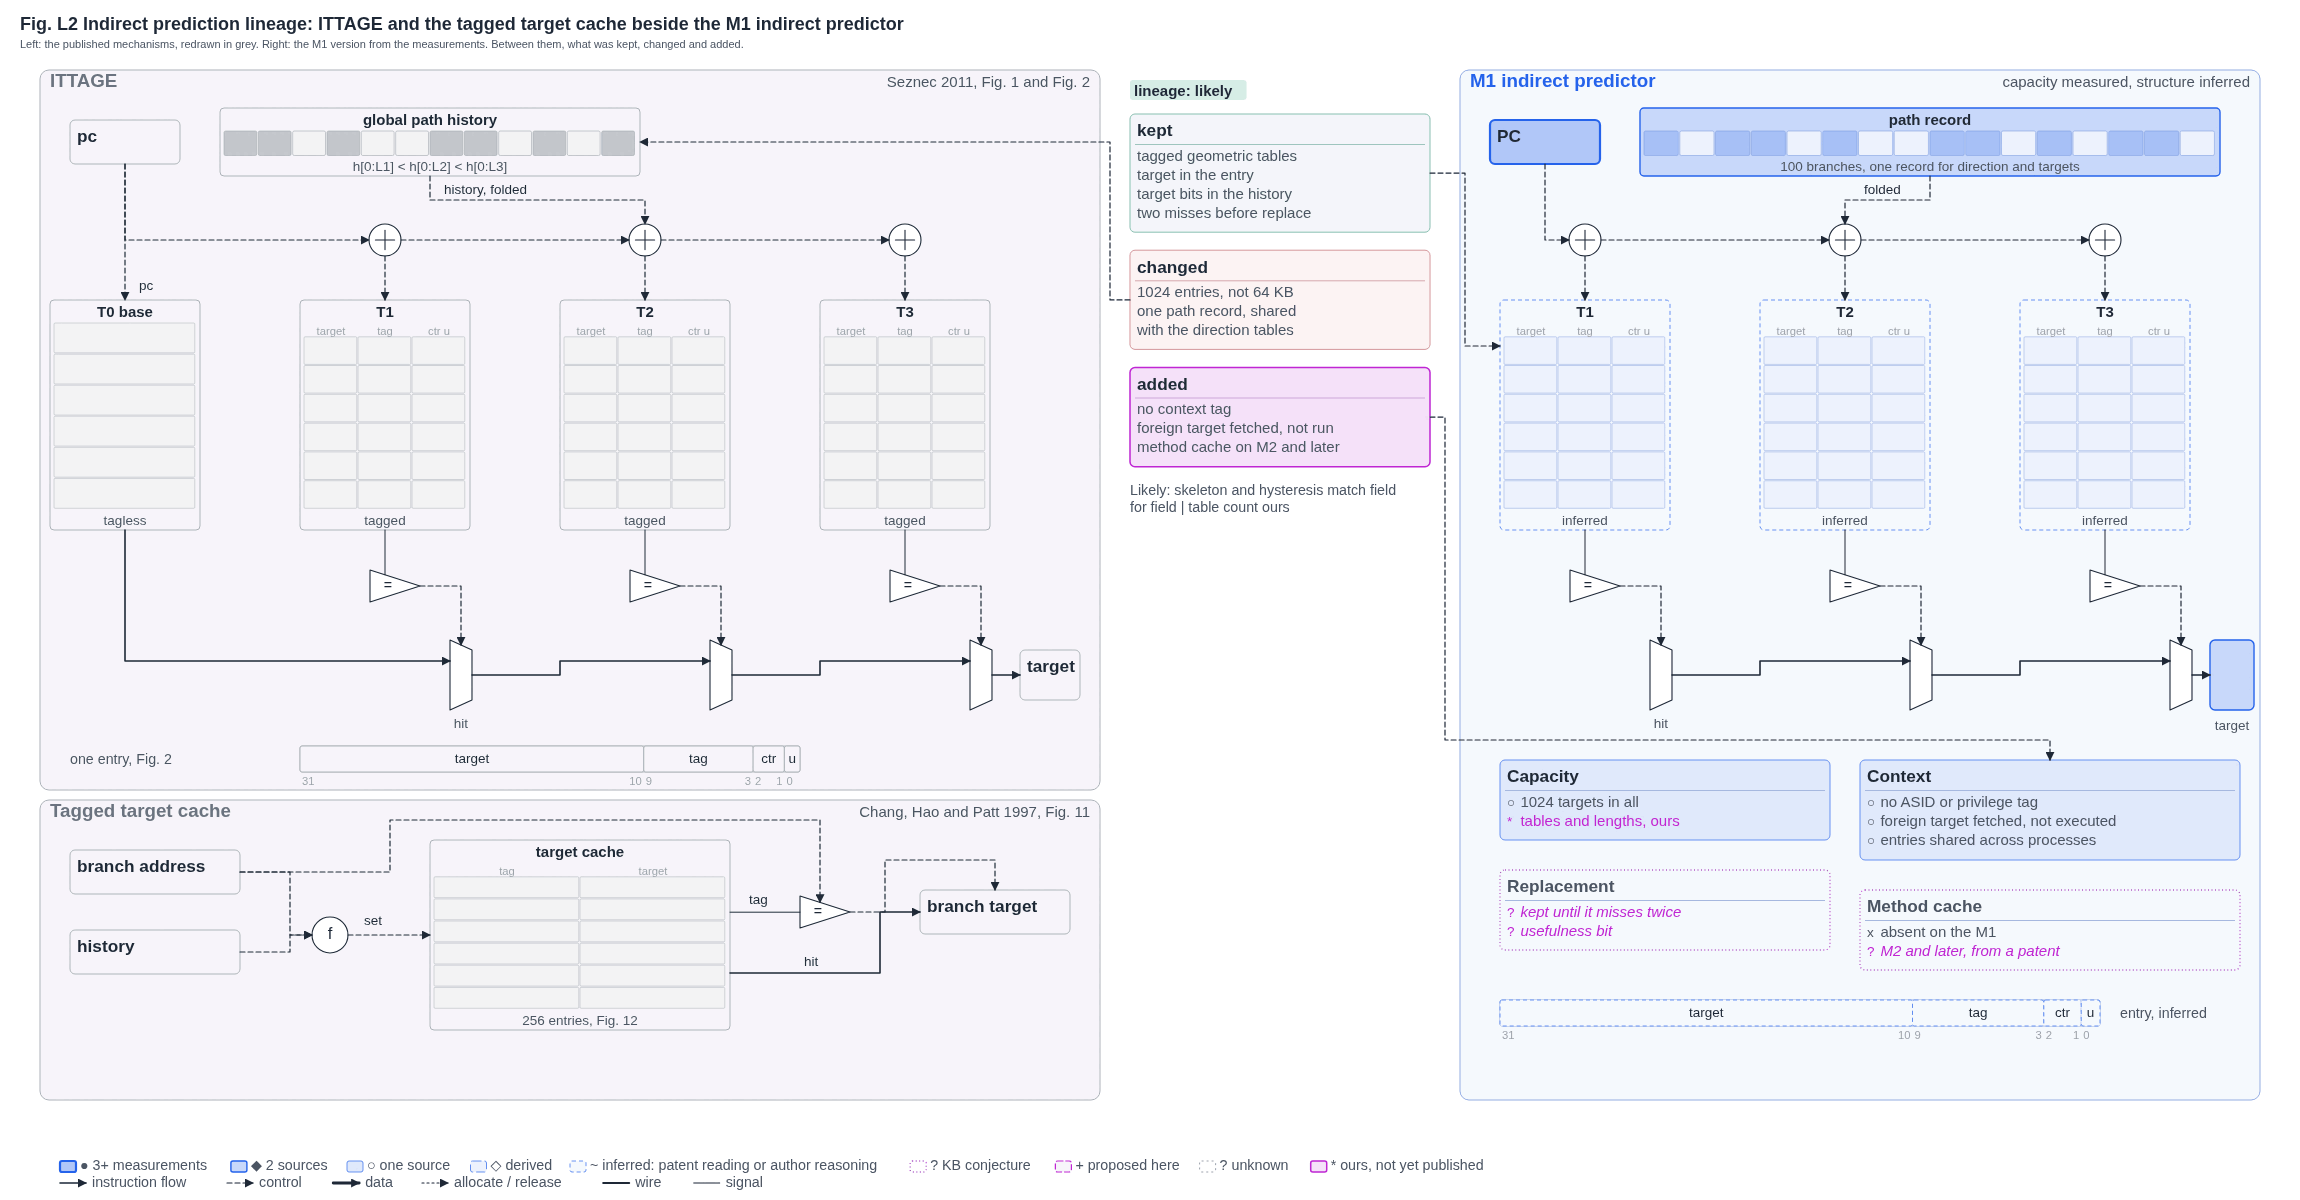 Fig. L2 Indirect prediction lineage: ITTAGE and the tagged target cache beside the M1 indirect predictor
Left: the published mechanisms, redrawn in grey. Right: the M1 version from the measurements. Between them, what was kept, changed and added.
ITTAGE
Seznec 2011, Fig. 1 and Fig. 2
pc
global path history
h[0:L1] < h[0:L2] < h[0:L3]
history, folded
pc
T0 base
tagless
T1
target tag ctr u
tagged
T2
target tag ctr u
tagged
T3
target tag ctr u
tagged
=
=
=
hit
target
one entry, Fig. 2
target tag ctr u
31 10 9 3 2 1 0
Tagged target cache
Chang, Hao and Patt 1997, Fig. 11
branch address
history
f
set
target cache
tag target
256 entries, Fig. 12
tag
=
hit
branch target
lineage: likely
kept
tagged geometric tables
target in the entry
target bits in the history
two misses before replace
changed
1024 entries, not 64 KB
one path record, shared
with the direction tables
added
no context tag
foreign target fetched, not run
method cache on M2 and later
Likely: skeleton and hysteresis match field
for field | table count ours
M1 indirect predictor
capacity measured, structure inferred
PC
path record
100 branches, one record for direction and targets
folded
T1
target tag ctr u
inferred
T2
target tag ctr u
inferred
T3
target tag ctr u
inferred
=
=
=
hit
target
Capacity
○ 1024 targets in all
* tables and lengths, ours
Context
○ no ASID or privilege tag
○ foreign target fetched, not executed
○ entries shared across processes
Replacement
? kept until it misses twice
? usefulness bit
Method cache
x absent on the M1
? M2 and later, from a patent
target tag ctr u
entry, inferred
31 10 9 3 2 1 0
● 3+ measurements ◆ 2 sources ○ one source ◇ derived ~ inferred: patent reading or author reasoning ? KB conjecture + proposed here ? unknown * ours, not yet published
instruction flow control data allocate / release wire signal